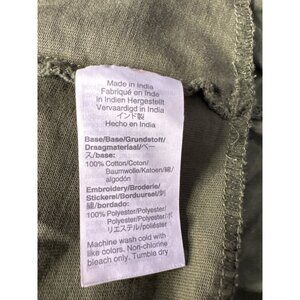 Made in India
Fabriqué en Inde
in Indien Hergestellt
Vervaardigd in India
インド製
Hecho en India
Base/Base/Grundstoff/
Draagmateriaal/ベー
ス/base:
100% Cotton/Coton/
Baumwolle/Katoen/綿/
algodón
Embroidery/Broderie/
Stickerei/Borduursel/刺
繍/bordado:
100% Polyester/Polyester/
Polyester/Polyester/ポ
リエステル/poliéster
Machine wash cold with
like colors. Non-chlorine
bleach only. Tumble dry